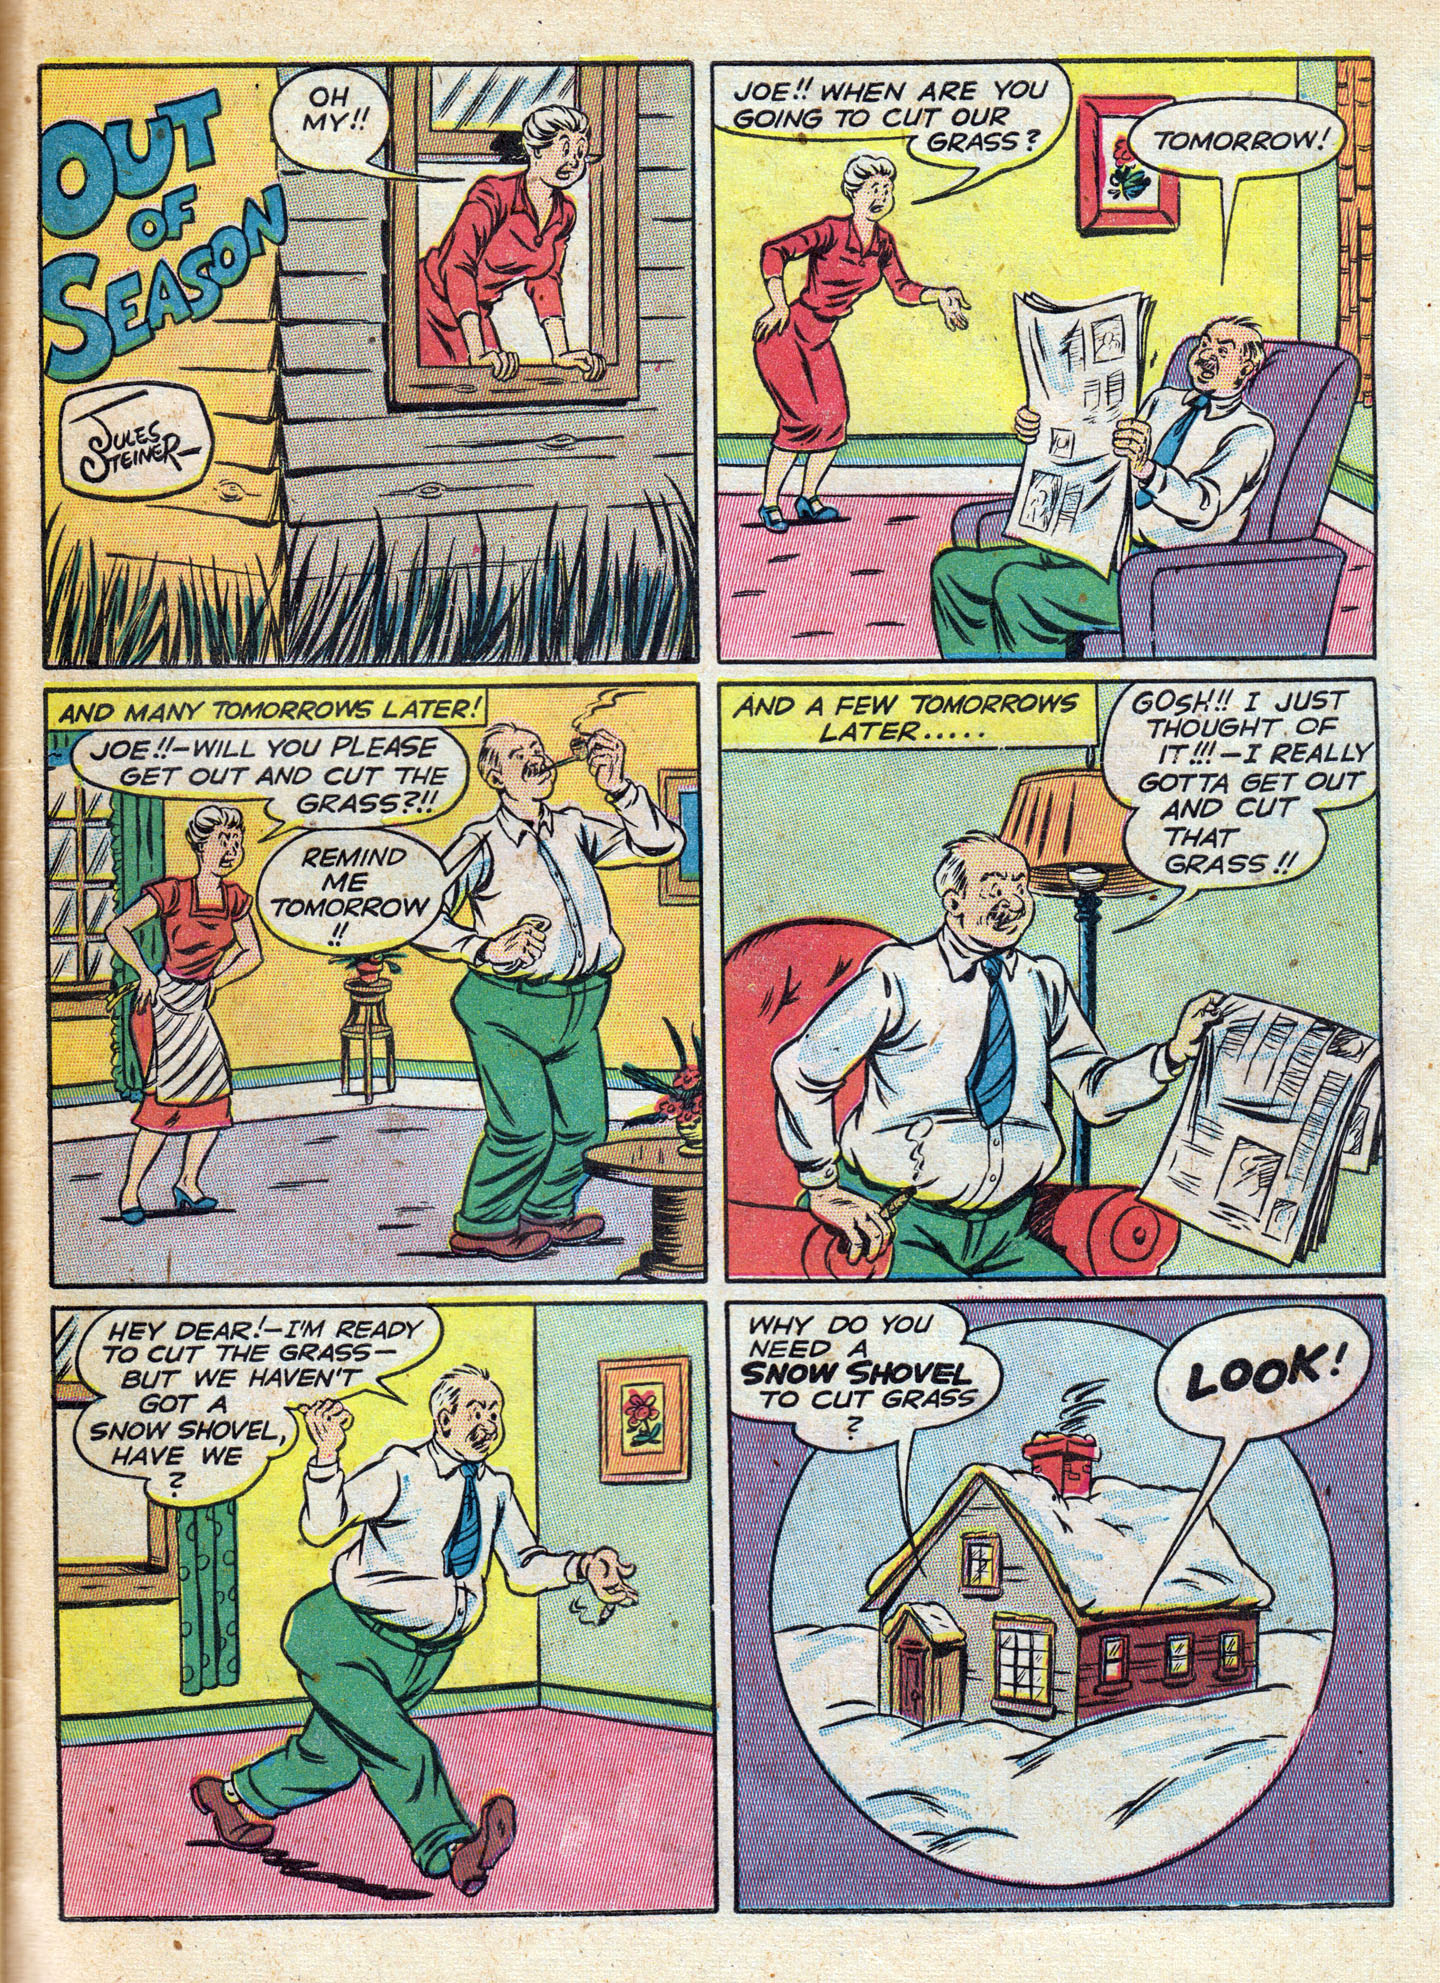 OUT
OF
SEASON
JULES
STEINER
OH
MY!!
JOE!! WHEN ARE YOU
GOING TO CUT OUR
GRASS?
TOMORROW!
AND MANY TOMORROWS LATER!
JOE!!-WILL YOU PLEASE
GET OUT AND CUT THE
GRASS?!!
REMIND
ME
TOMORROW
!!
AND A FEW TOMORROWS
LATER.....
GOSH!!! I JUST
THOUGHT OF
IT!!!-I REALLY
GOTTA GET OUT
AND CUT
THAT
GRASS!!
HEY DEAR!-I'M READY
TO CUT THE GRASS-
BUT WE HAVEN'T
GOT A
SNOW SHOVEL,
HAVE WE
?
WHY DO YOU
NEED A
SNOW SHOVEL
TO CUT GRASS
?
LOOK!